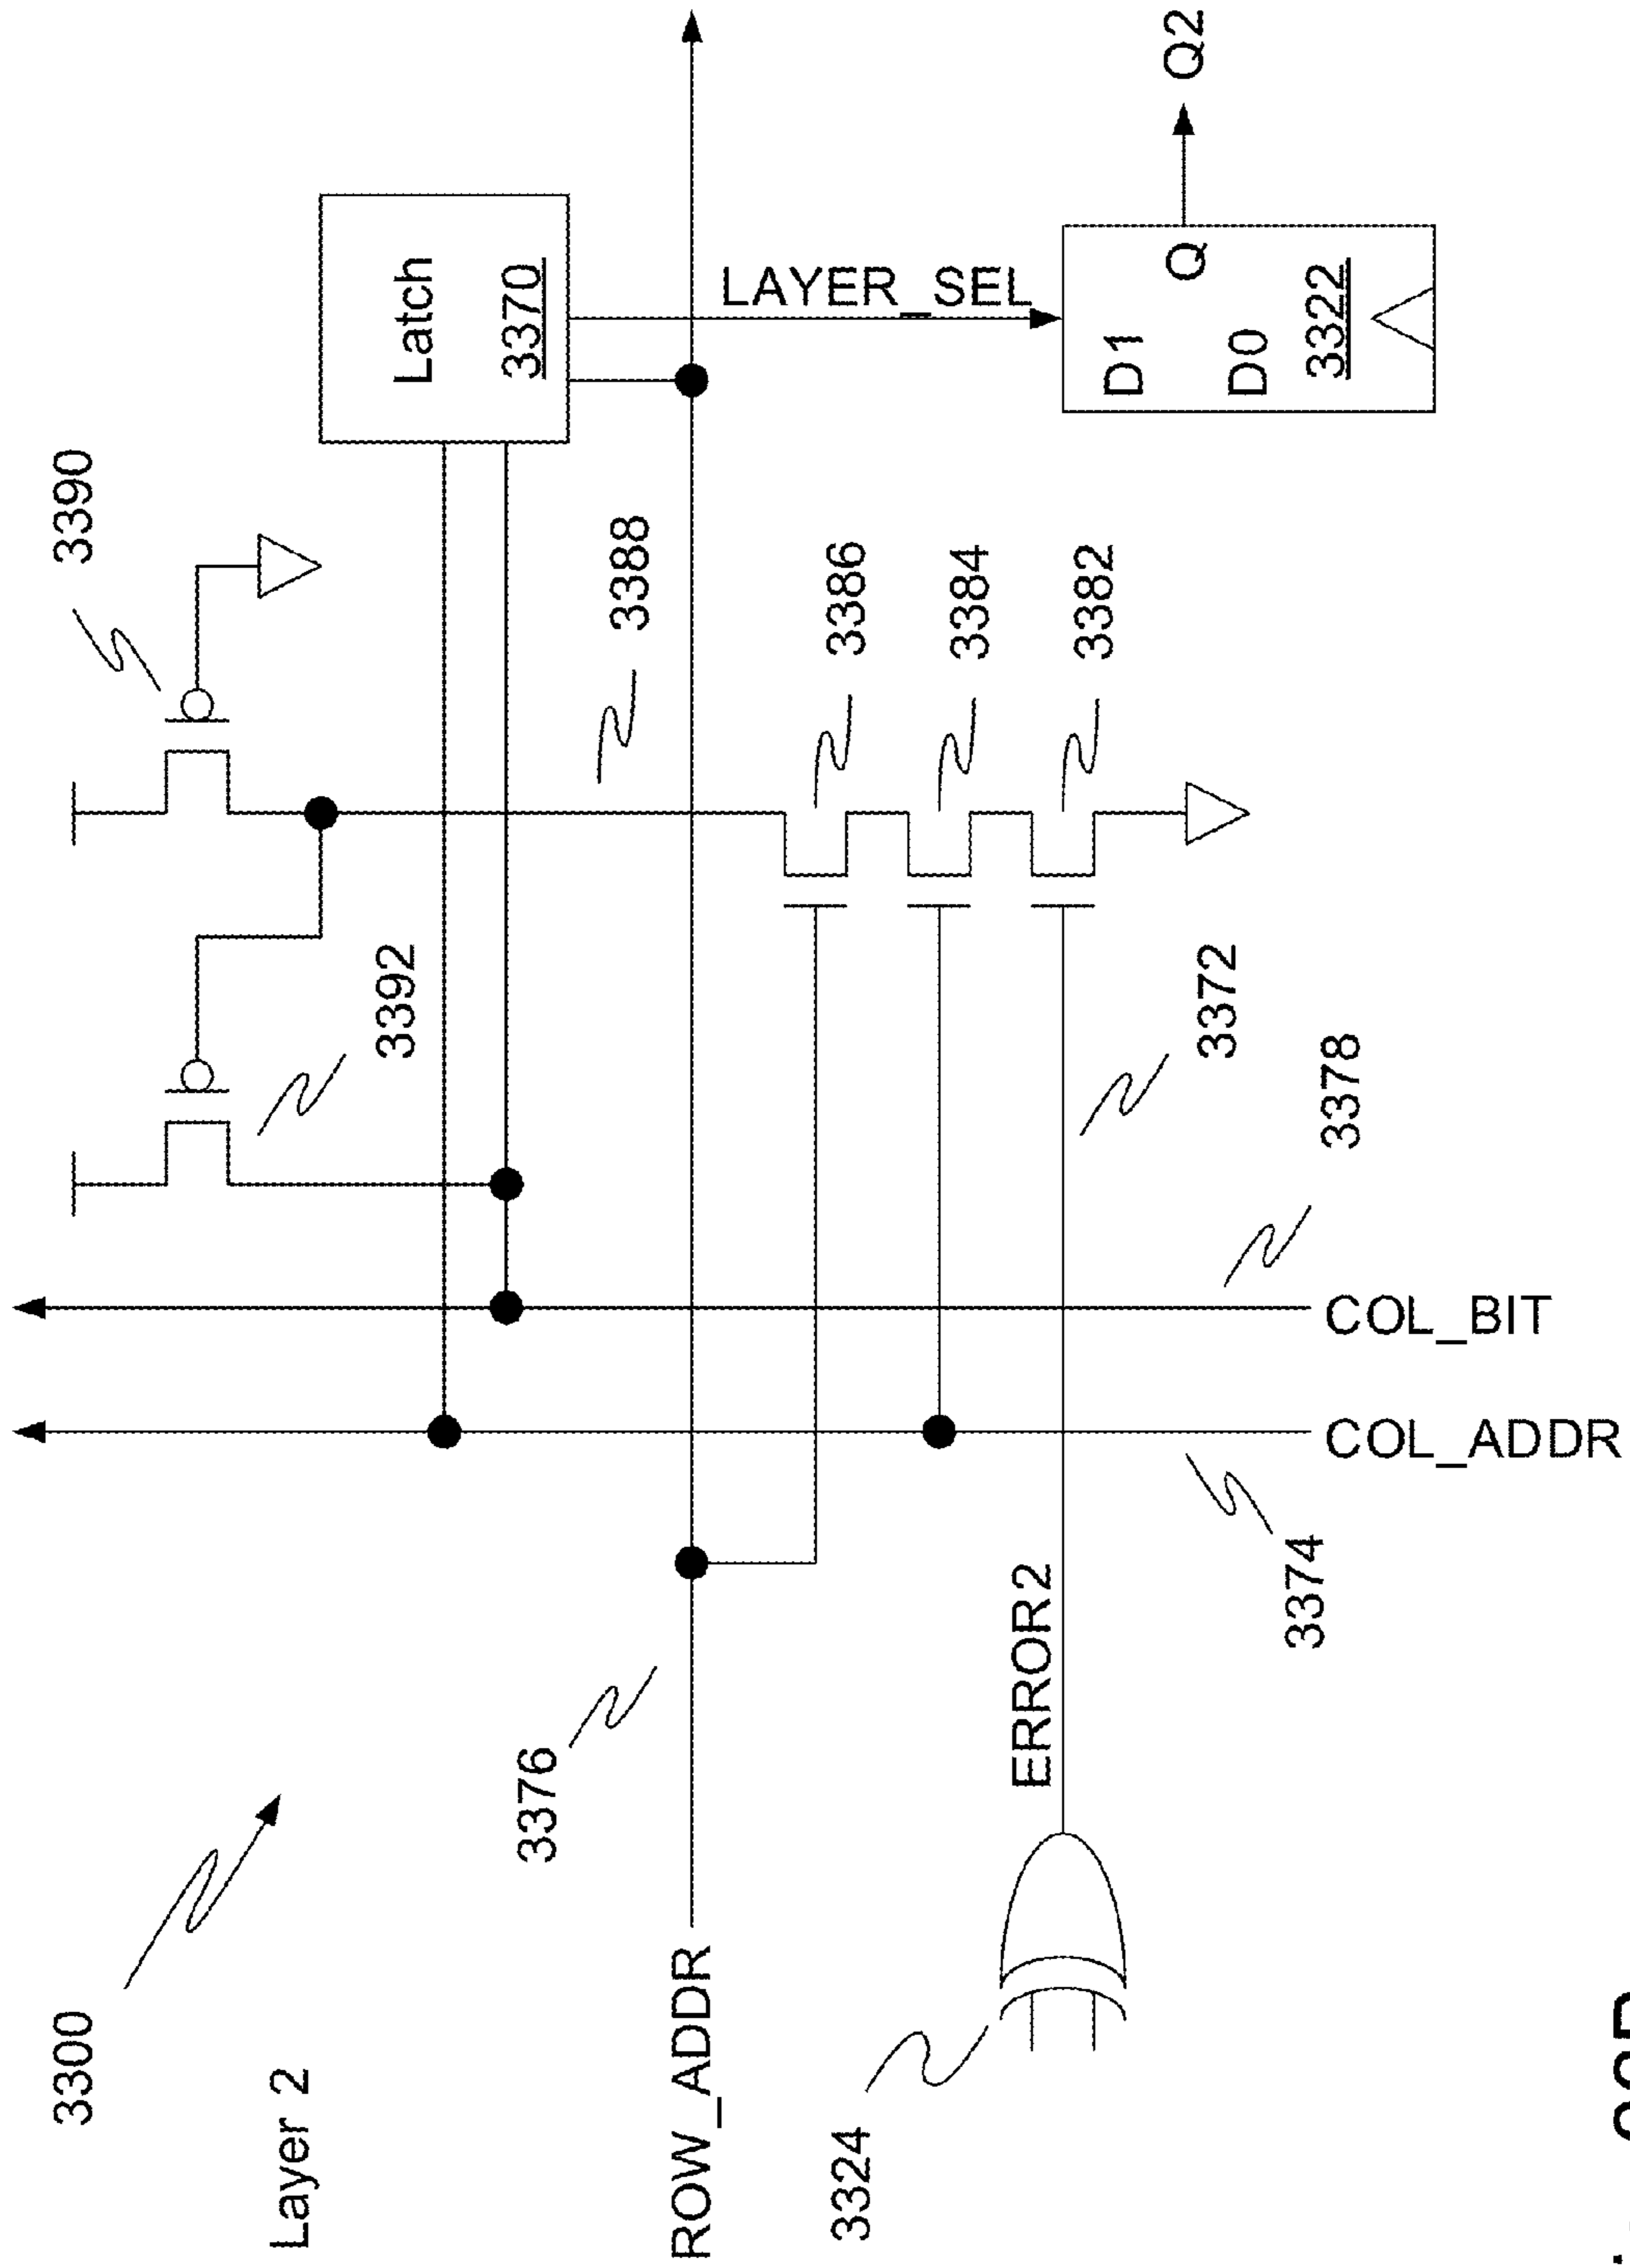 3300
3390
Layer 2
Latch
3392
3370
3376
3388
ROW_ADDR
LAYER_SEL
3324
3386
3384
ERROR2
3382
D1
Q
Q2
3372
D0
3374
3322
3378
COL_BIT
COL_ADDR